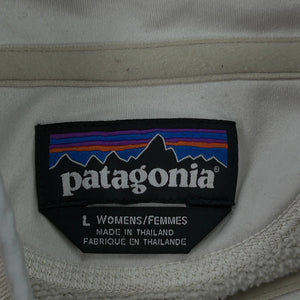 patagonia®
L WOMENS/FEMMES
MADE IN THAILAND
FABRIQUE EN THAILANDE